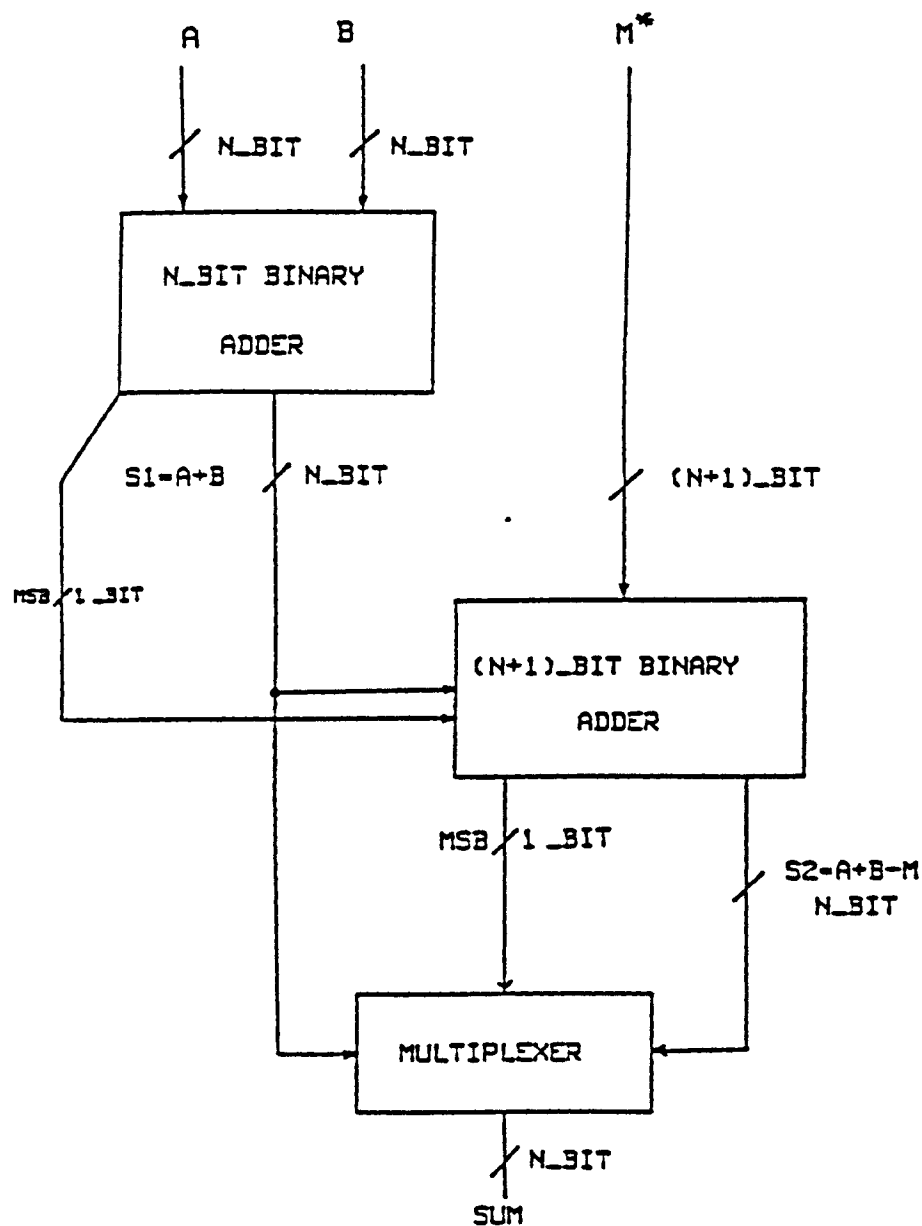 A B M*
N_BIT N_BIT
N_BIT BINARY
ADDER
S1=A+B N_BIT (N+1)_BIT
MSB 1_BIT
(N+1)_BIT BINARY
ADDER
MSB 1_BIT
S2=A+B-M
N_BIT
MULTIPLEXER
N_BIT
SUM